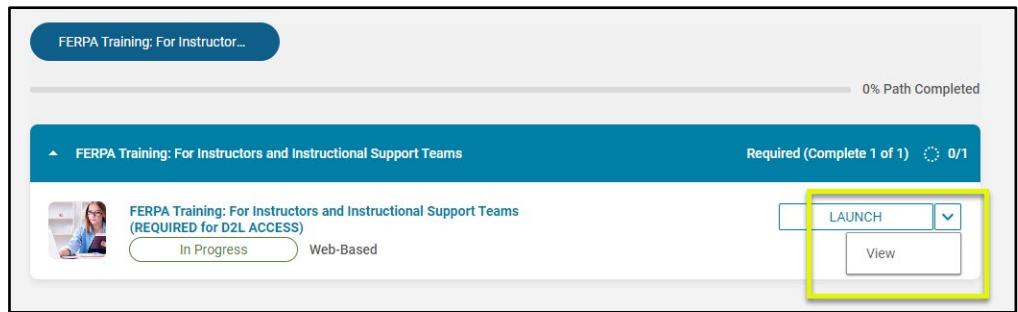 FERPA Training: For Instructor...
0% Path Completed
FERPA Training: For Instructors and Instructional Support Teams
Required (Complete 1 of 1) 0/1
FERPA Training: For Instructors and Instructional Support Teams
(REQUIRED for D2L ACCESS)
LAUNCH
In Progress Web-Based
View